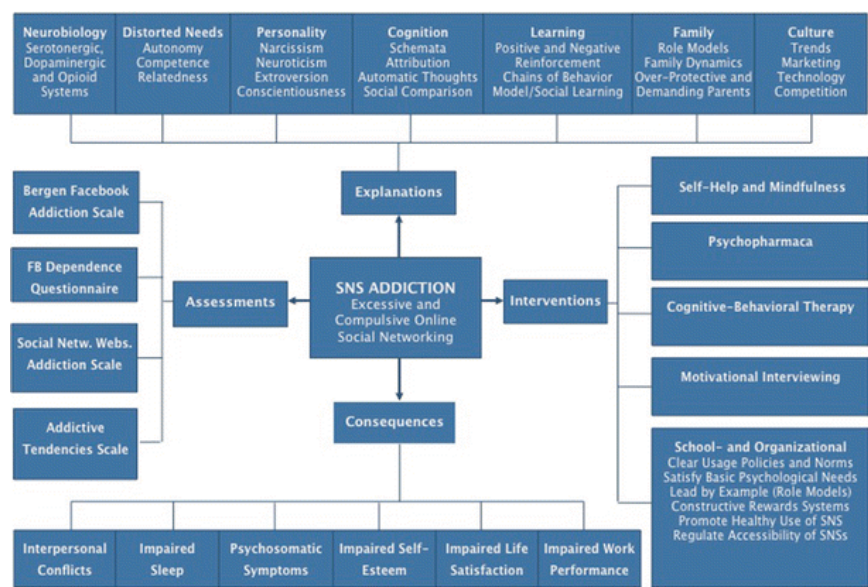 Neurobiology
Serotonergic,
Dopaminergic
and Opioid
Systems
Distorted Needs
Autonomy
Competence
Relatedness
Personality
Narcissism
Neuroticism
Extroversion
Conscientiousness
Cognition
Schemata
Attribution
Automatic Thoughts
Social Comparison
Learning
Positive and Negative
Reinforcement
Chains of Behavior
Model/Social Learning
Family
Role Models
Family Dynamics
Over-Protective and
Demanding Parents
Culture
Trends
Marketing
Technology
Competition
Explanations
Bergen Facebook
Addiction Scale
FB Dependence
Questionnaire
Social Netw. Webs.
Addiction Scale
Addictive
Tendencies Scale
Assessments
SNS ADDICTION
Excessive and
Compulsive Online
Social Networking
Interventions
Self-Help and Mindfulness
Psychopharmaca
Cognitive-Behavioral Therapy
Motivational Interviewing
School- and Organizational
Clear Usage Policies and Norms
Satisfy Basic Psychological Needs
Lead by Example (Role Models)
Constructive Rewards Systems
Promote Healthy Use of SNS
Regulate Accessibility of SNSs
Consequences
Interpersonal
Conflicts
Impaired
Sleep
Psychosomatic
Symptoms
Impaired Self-
Esteem
Impaired Life
Satisfaction
Impaired Work
Performance